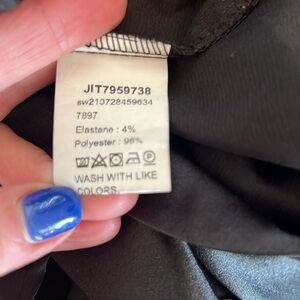 JIT7959738
sw210728459634
7897
Elastane : 4%
Polyester : 96%
WASH WITH LIKE
COLORS.